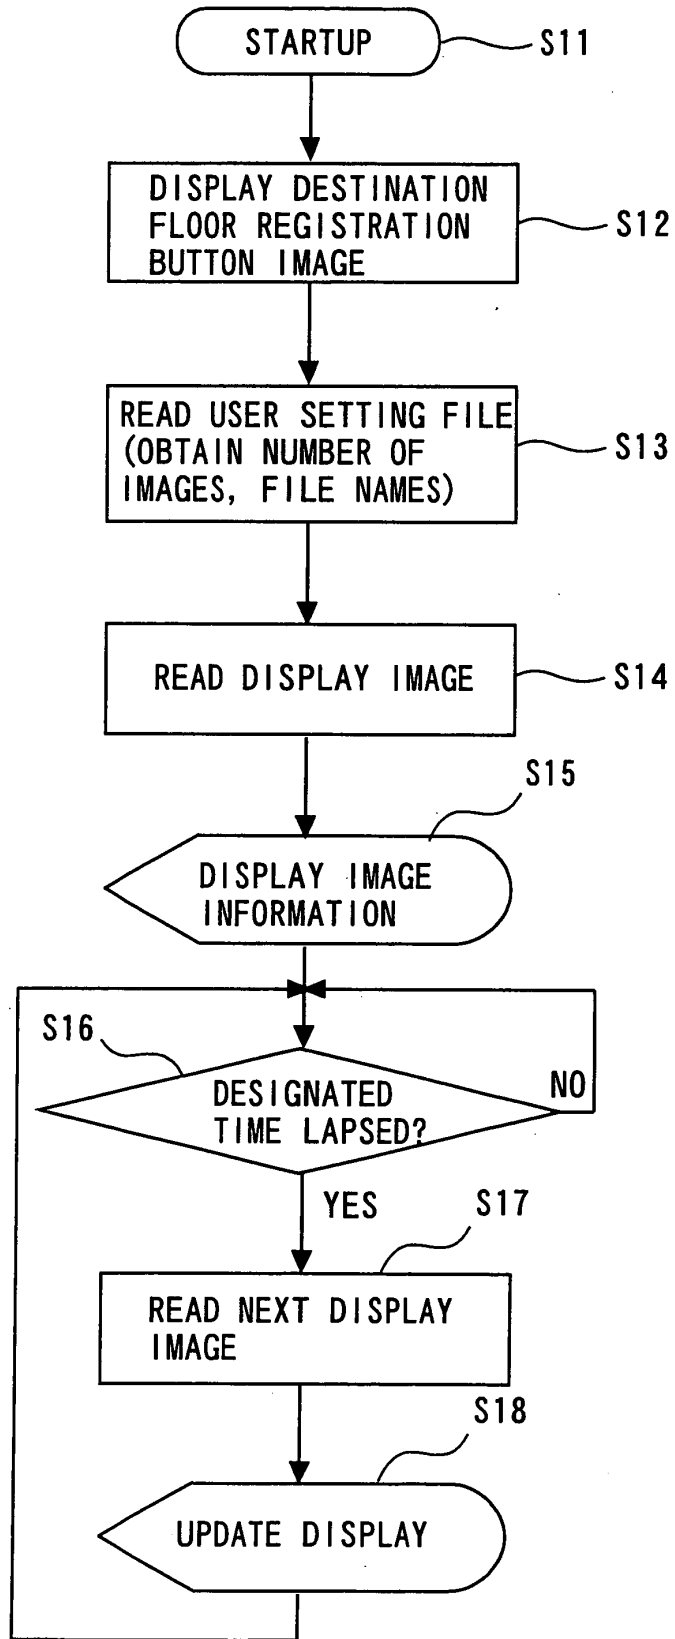 STARTUP
S11
DISPLAY DESTINATION
FLOOR REGISTRATION
BUTTON IMAGE
S12
READ USER SETTING FILE
(OBTAIN NUMBER OF
IMAGES, FILE NAMES)
S13
READ DISPLAY IMAGE
S14
S15
DISPLAY IMAGE
INFORMATION
S16
DESIGNATED
TIME LAPSED?
NO
YES
S17
READ NEXT DISPLAY
IMAGE
S18
UPDATE DISPLAY